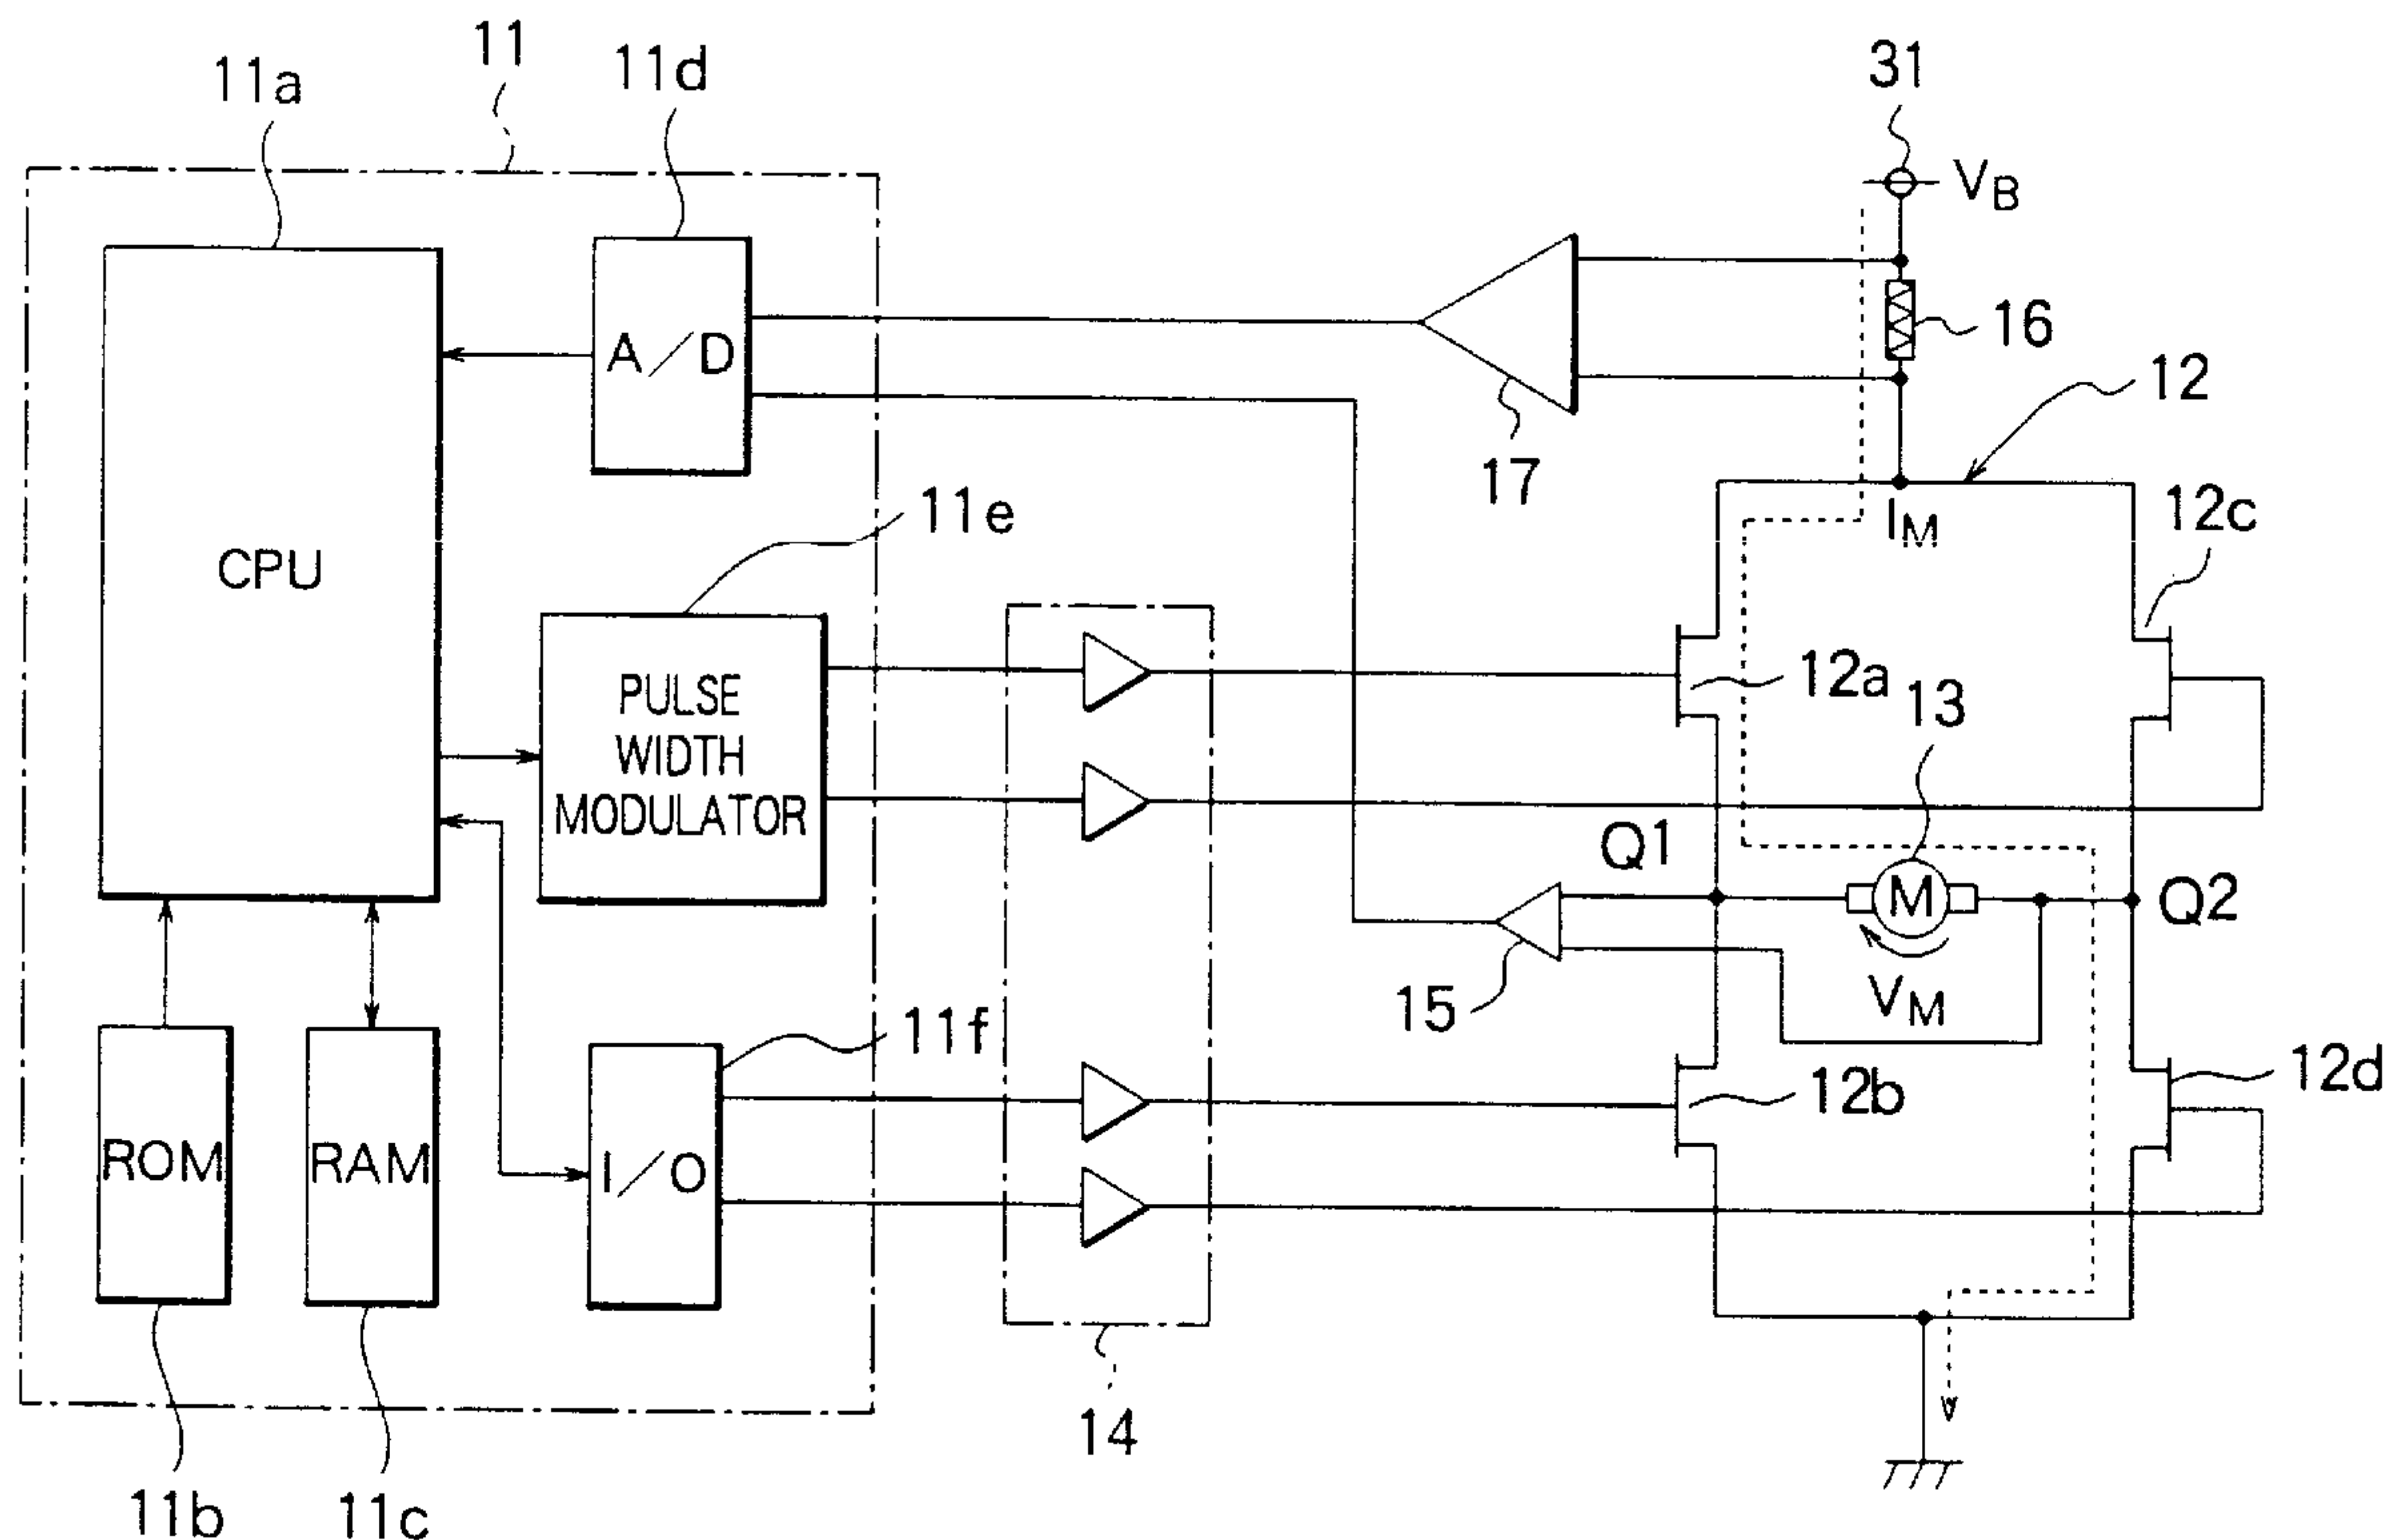 11
11a
11d
31
V_B
A/D
16
12
17
11e
I_M
12c
CPU
PULSE
WIDTH
MODULATOR
12a
13
Q1
M
Q2
15
V_M
11f
12b
12d
ROM
RAM
I/O
14
11b
11c